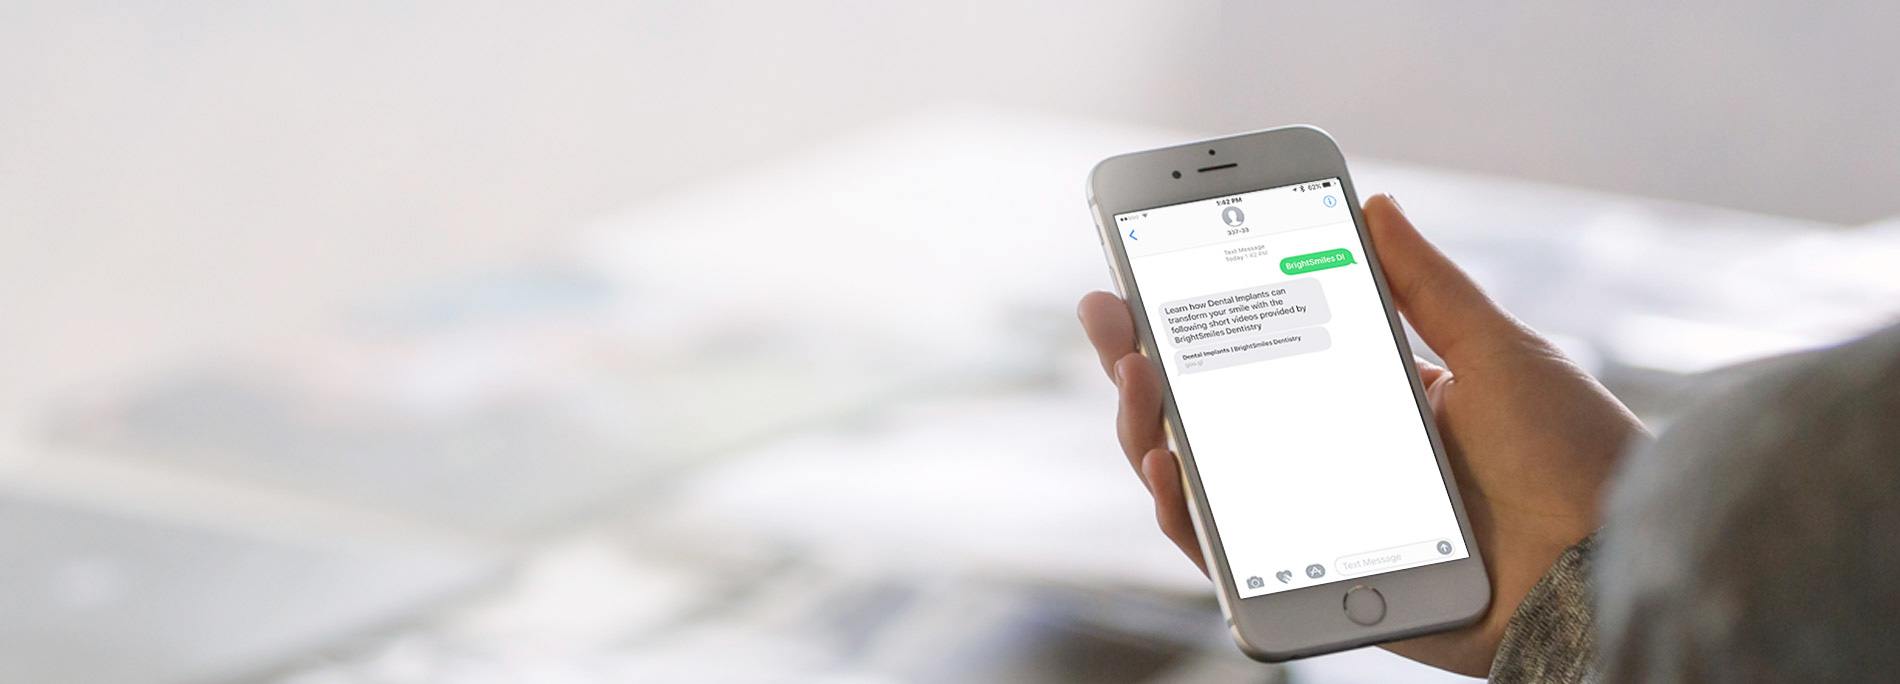 1:42 PM
62%
337-33
Text Message
Today 1:42 PM
BrightSmiles DI
Learn how Dental Implants can
transform your smile with the
following short videos provided by
BrightSmiles Dentistry
Dental Implants | BrightSmiles Dentistry
goo.gl
Text Message